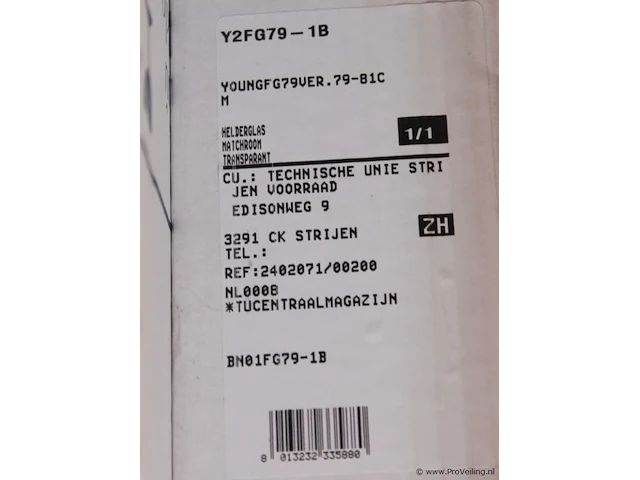 Y2FG79-1B
YOUNGFG79VER.79-81C
M
HELDERGLAS
MATCHROOM
TRANSPARANT
1/1
CU.: TECHNISCHE UNIE STRI
JEN VOORRAAD
EDISONWEG 9
3291 CK STRIJEN
ZH
TEL.:
REF:2402071/00200
NL0008
*TUCENTRAALMAGAZIJN
BN01FG79-1B
8 013232 335880
© www.ProVeiling.nl